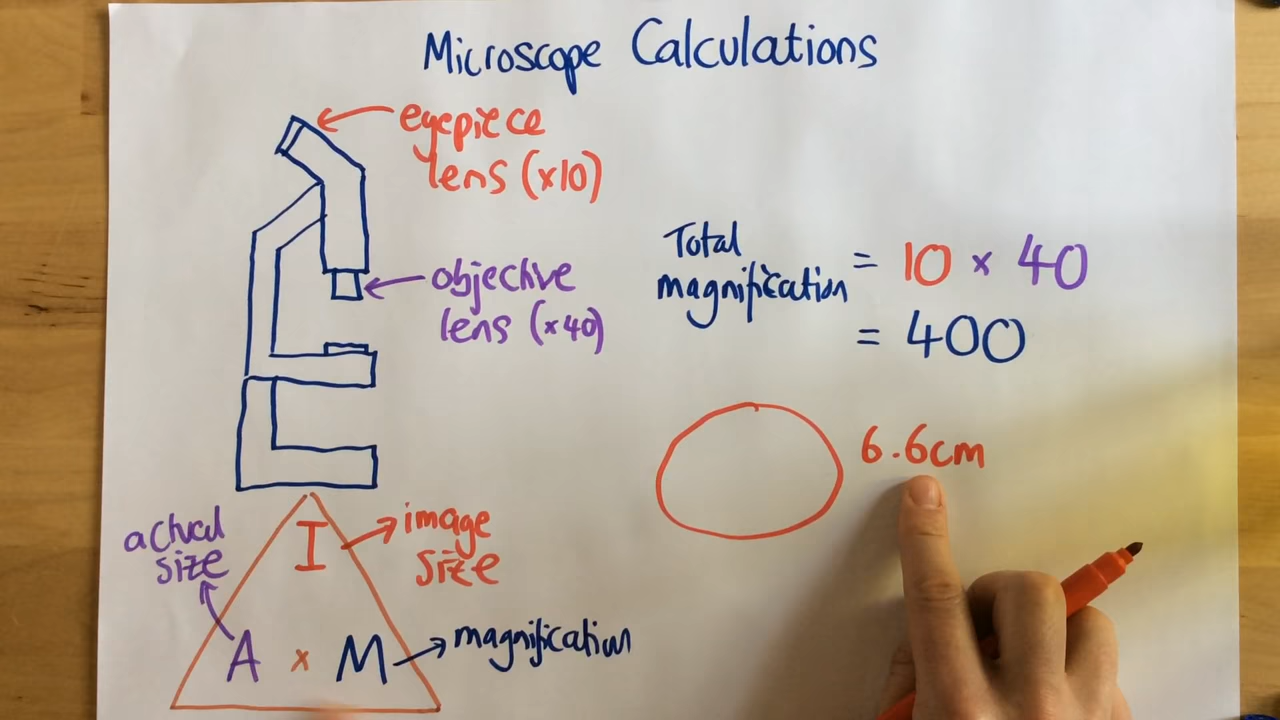 Microscope Calculations
eyepiece
lens (x10)
objective
lens (x40)
Total
magnification
= 10 x 40
= 400
6.6cm
actual
size
I
image
size
A x M
magnification